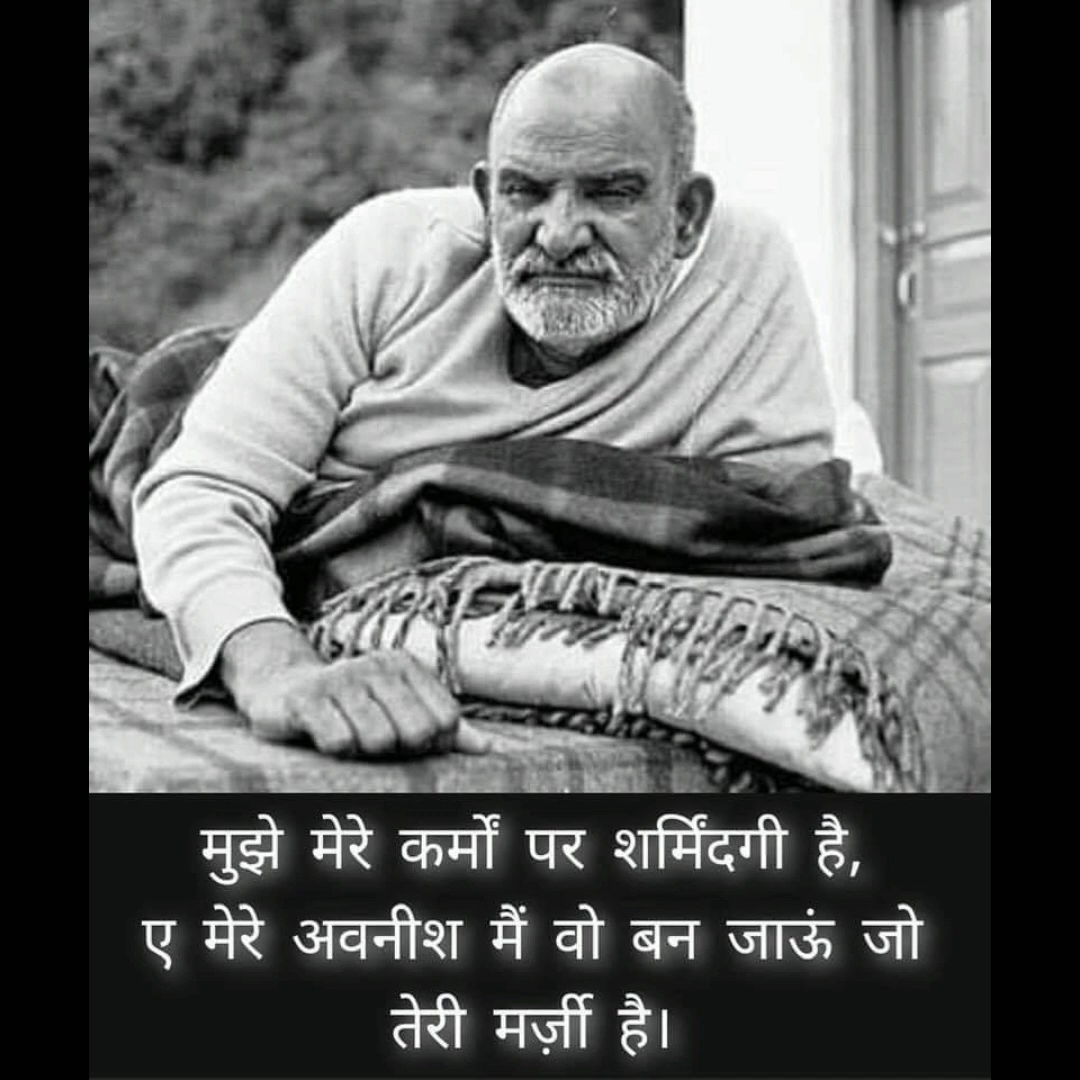 मुझे मेरे कर्मों पर शर्मिंदगी है,
ए मेरे अवनीश मैं वो बन जाऊं जो
तेरी मर्ज़ी है।